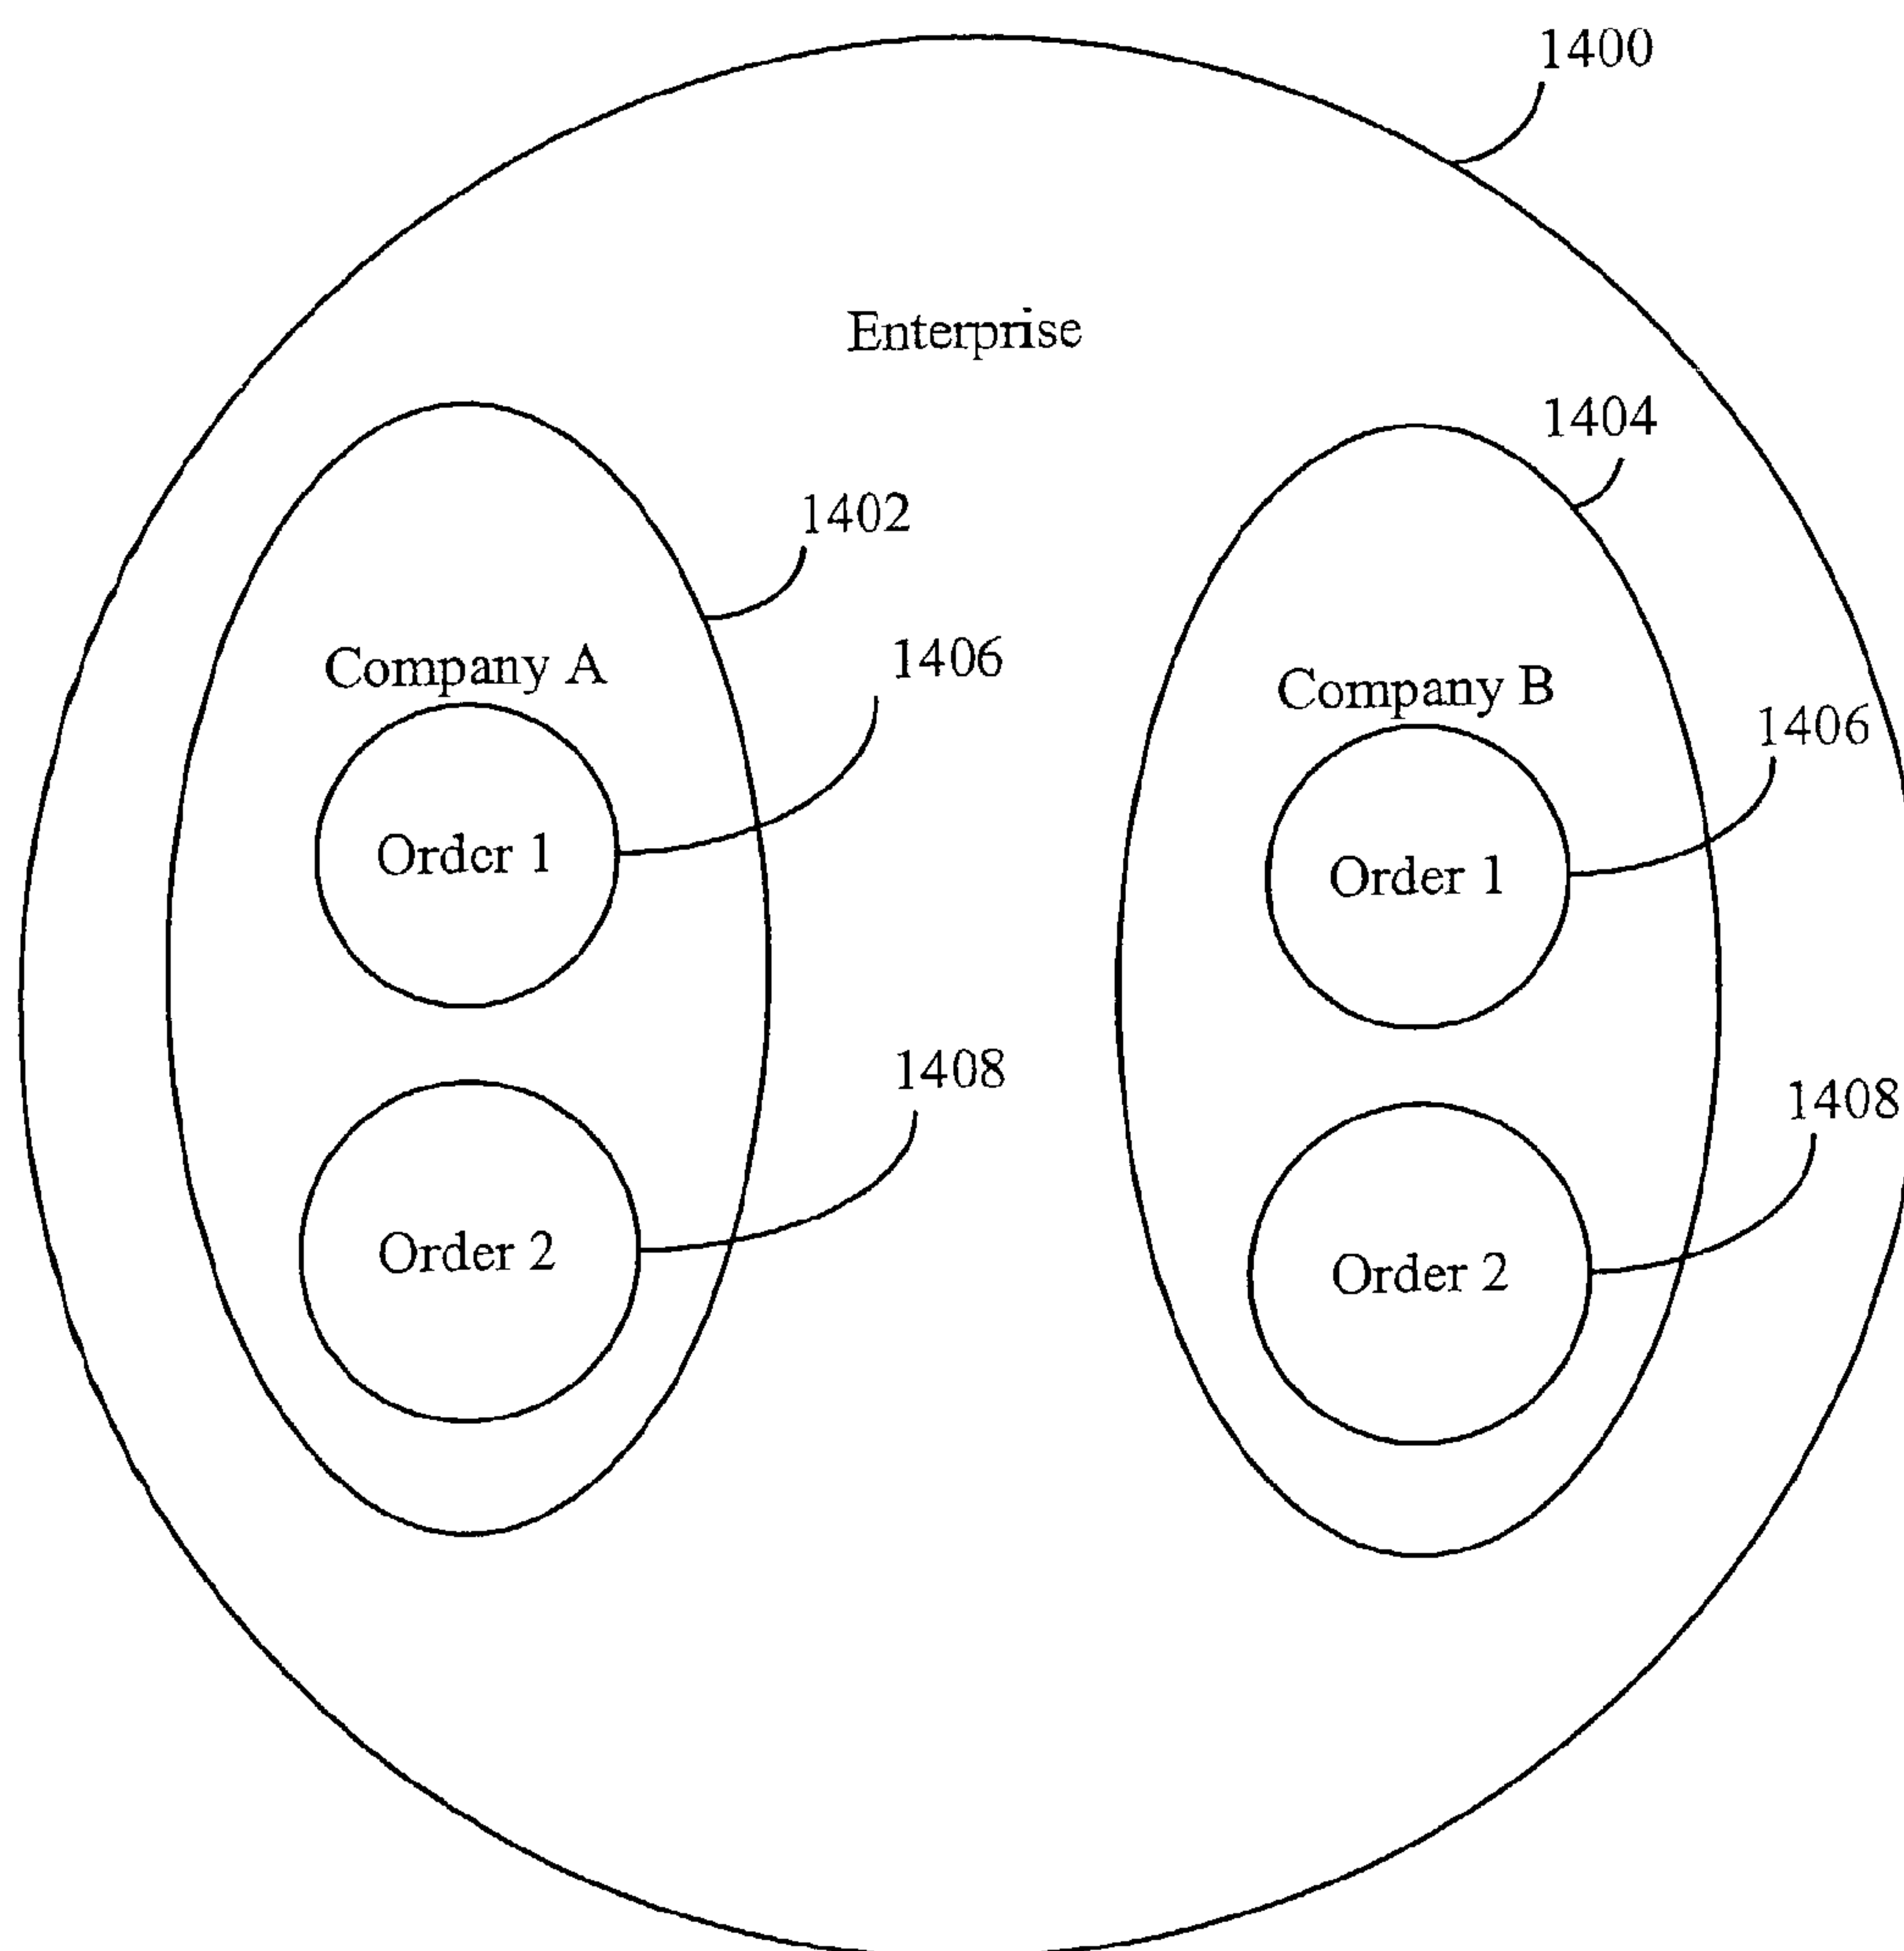 1400
Enterprise
1404
1402
1406
Company A
Company B
1406
Order 1
Order 1
1408
1408
Order 2
Order 2